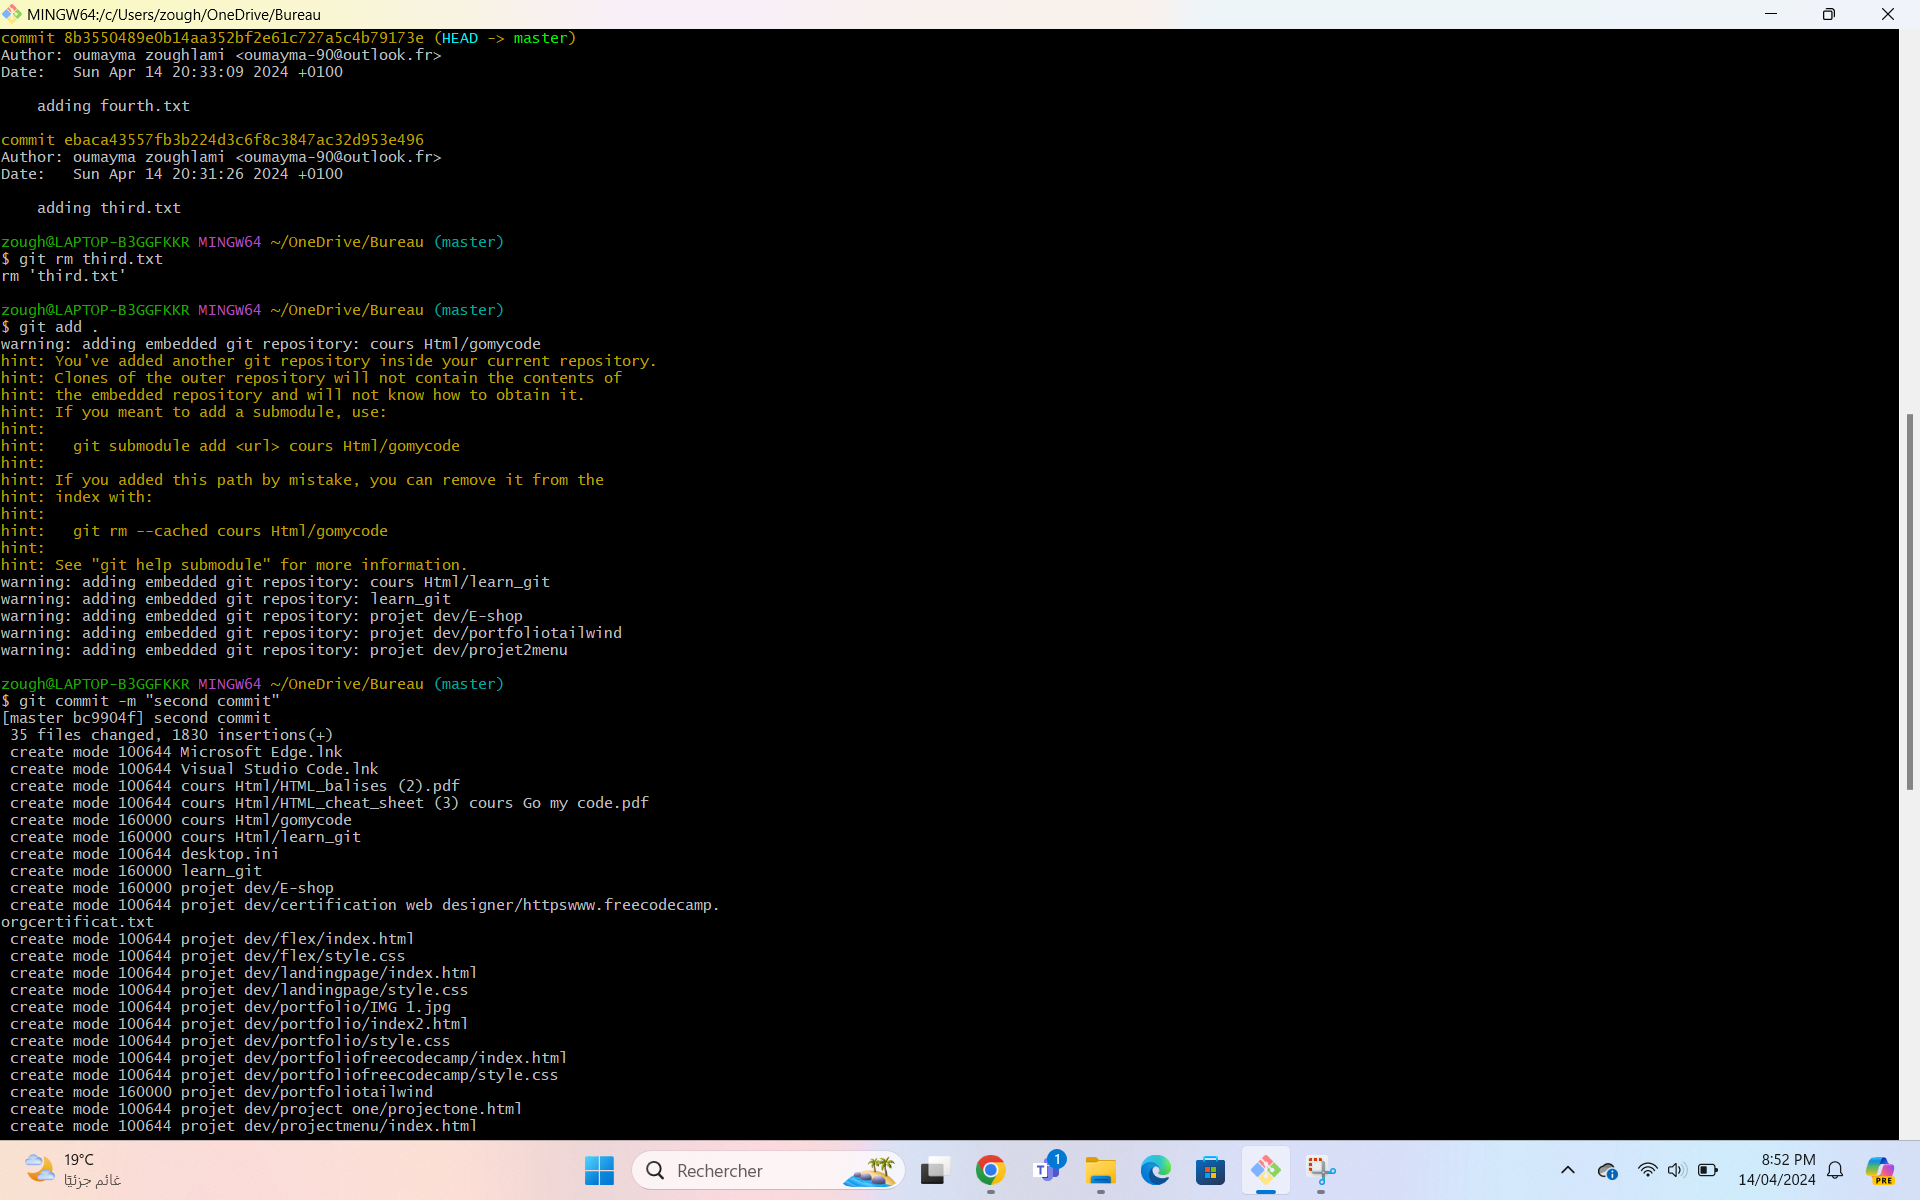 MINGW64:/c/Users/zough/OneDrive/Bureau
commit 8b3550489e0b14aa352bf2e61c727a5c4b79173e (HEAD -> master)
Author: oumayma zoughlami <oumayma-90@outlook.fr>
Date:   Sun Apr 14 20:33:09 2024 +0100
    adding fourth.txt
commit ebaca43557fb3b224d3c6f8c3847ac32d953e496
Author: oumayma zoughlami <oumayma-90@outlook.fr>
Date:   Sun Apr 14 20:31:26 2024 +0100
    adding third.txt
zough@LAPTOP-B3GGFKKR MINGW64 ~/OneDrive/Bureau (master)
$ git rm third.txt
rm 'third.txt'
zough@LAPTOP-B3GGFKKR MINGW64 ~/OneDrive/Bureau (master)
$ git add .
warning: adding embedded git repository: cours Html/gomycode
hint: You've added another git repository inside your current repository.
hint: Clones of the outer repository will not contain the contents of
hint: the embedded repository and will not know how to obtain it.
hint: If you meant to add a submodule, use:
hint:
hint:   git submodule add <url> cours Html/gomycode
hint:
hint: If you added this path by mistake, you can remove it from the
hint: index with:
hint:
hint:   git rm --cached cours Html/gomycode
hint:
hint: See "git help submodule" for more information.
warning: adding embedded git repository: cours Html/learn_git
warning: adding embedded git repository: learn_git
warning: adding embedded git repository: projet dev/E-shop
warning: adding embedded git repository: projet dev/portfoliotailwind
warning: adding embedded git repository: projet dev/projet2menu
zough@LAPTOP-B3GGFKKR MINGW64 ~/OneDrive/Bureau (master)
$ git commit -m "second commit"
[master bc9904f] second commit
 35 files changed, 1830 insertions(+)
 create mode 100644 Microsoft Edge.lnk
 create mode 100644 Visual Studio Code.lnk
 create mode 100644 cours Html/HTML_balises (2).pdf
 create mode 100644 cours Html/HTML_cheat_sheet (3) cours Go my code.pdf
 create mode 160000 cours Html/gomycode
 create mode 160000 cours Html/learn_git
 create mode 100644 desktop.ini
 create mode 160000 learn_git
 create mode 160000 projet dev/E-shop
 create mode 100644 projet dev/certification web designer/httpswww.freecodecamp.
orgcertificat.txt
 create mode 100644 projet dev/flex/index.html
 create mode 100644 projet dev/flex/style.css
 create mode 100644 projet dev/landingpage/index.html
 create mode 100644 projet dev/landingpage/style.css
 create mode 100644 projet dev/portfolio/IMG 1.jpg
 create mode 100644 projet dev/portfolio/index2.html
 create mode 100644 projet dev/portfolio/style.css
 create mode 100644 projet dev/portfoliofreecodecamp/index.html
 create mode 100644 projet dev/portfoliofreecodecamp/style.css
 create mode 160000 projet dev/portfoliotailwind
 create mode 100644 projet dev/project one/projectone.html
 create mode 100644 projet dev/projectmenu/index.html
19°C
غائم جزئيًا
Rechercher
1
T
8:52 PM
14/04/2024
PRE